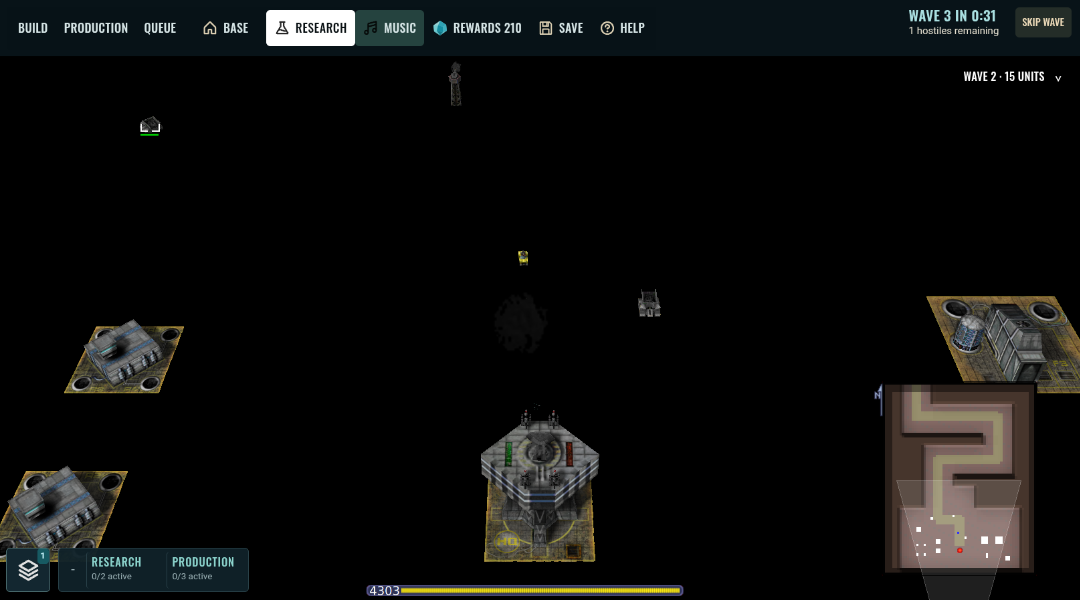 BUILD
PRODUCTION
QUEUE
BASE
RESEARCH
MUSIC
REWARDS 210
SAVE
HELP
WAVE 3 IN 0:31
1 hostiles remaining
SKIP WAVE
WAVE 2 · 15 UNITS
N
HQ
1
-
RESEARCH
0/2 active
PRODUCTION
0/3 active
4303